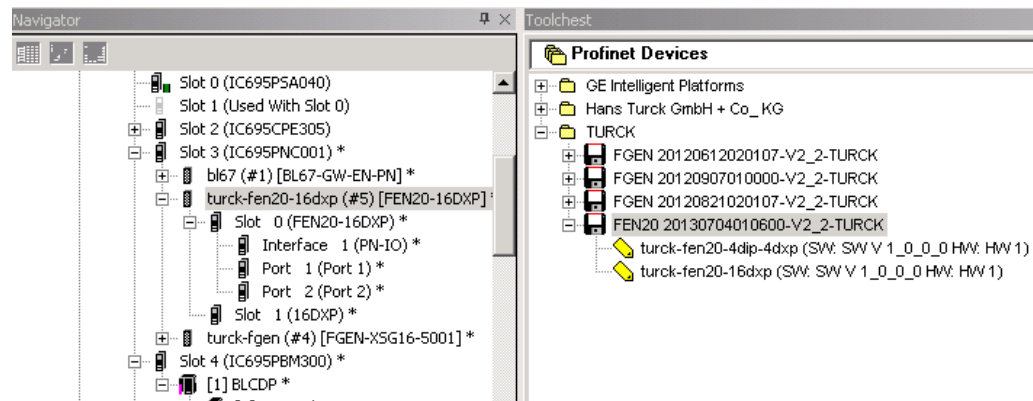 Navigator
Slot 0 (IC695PSA040)
Slot 1 (Used With Slot 0)
Slot 2 (IC695CPE305)
Slot 3 (IC695PNC001) *
bl67 (#1) [BL67-GW-EN-PN] *
turck-fen20-16dxp (#5) [FEN20-16DXP] *
Slot 0 (FEN20-16DXP) *
Interface 1 (PN-IO) *
Port 1 (Port 1) *
Port 2 (Port 2) *
Slot 1 (16DXP) *
turck-fgen (#4) [FGEN-XSG16-5001] *
Slot 4 (IC695PBM300) *
[1] BLCDP *
Toolchest
Profinet Devices
GE Intelligent Platforms
Hans Turck GmbH + Co_ KG
TURCK
FGEN 20120612020107-V2_2-TURCK
FGEN 20120907010000-V2_2-TURCK
FGEN 20120821020107-V2_2-TURCK
FEN20 20130704010600-V2_2-TURCK
turck-fen20-4dip-4dxp (SW: SW V 1_0_0_0 HW: HW 1)
turck-fen20-16dxp (SW: SW V 1_0_0_0 HW: HW 1)